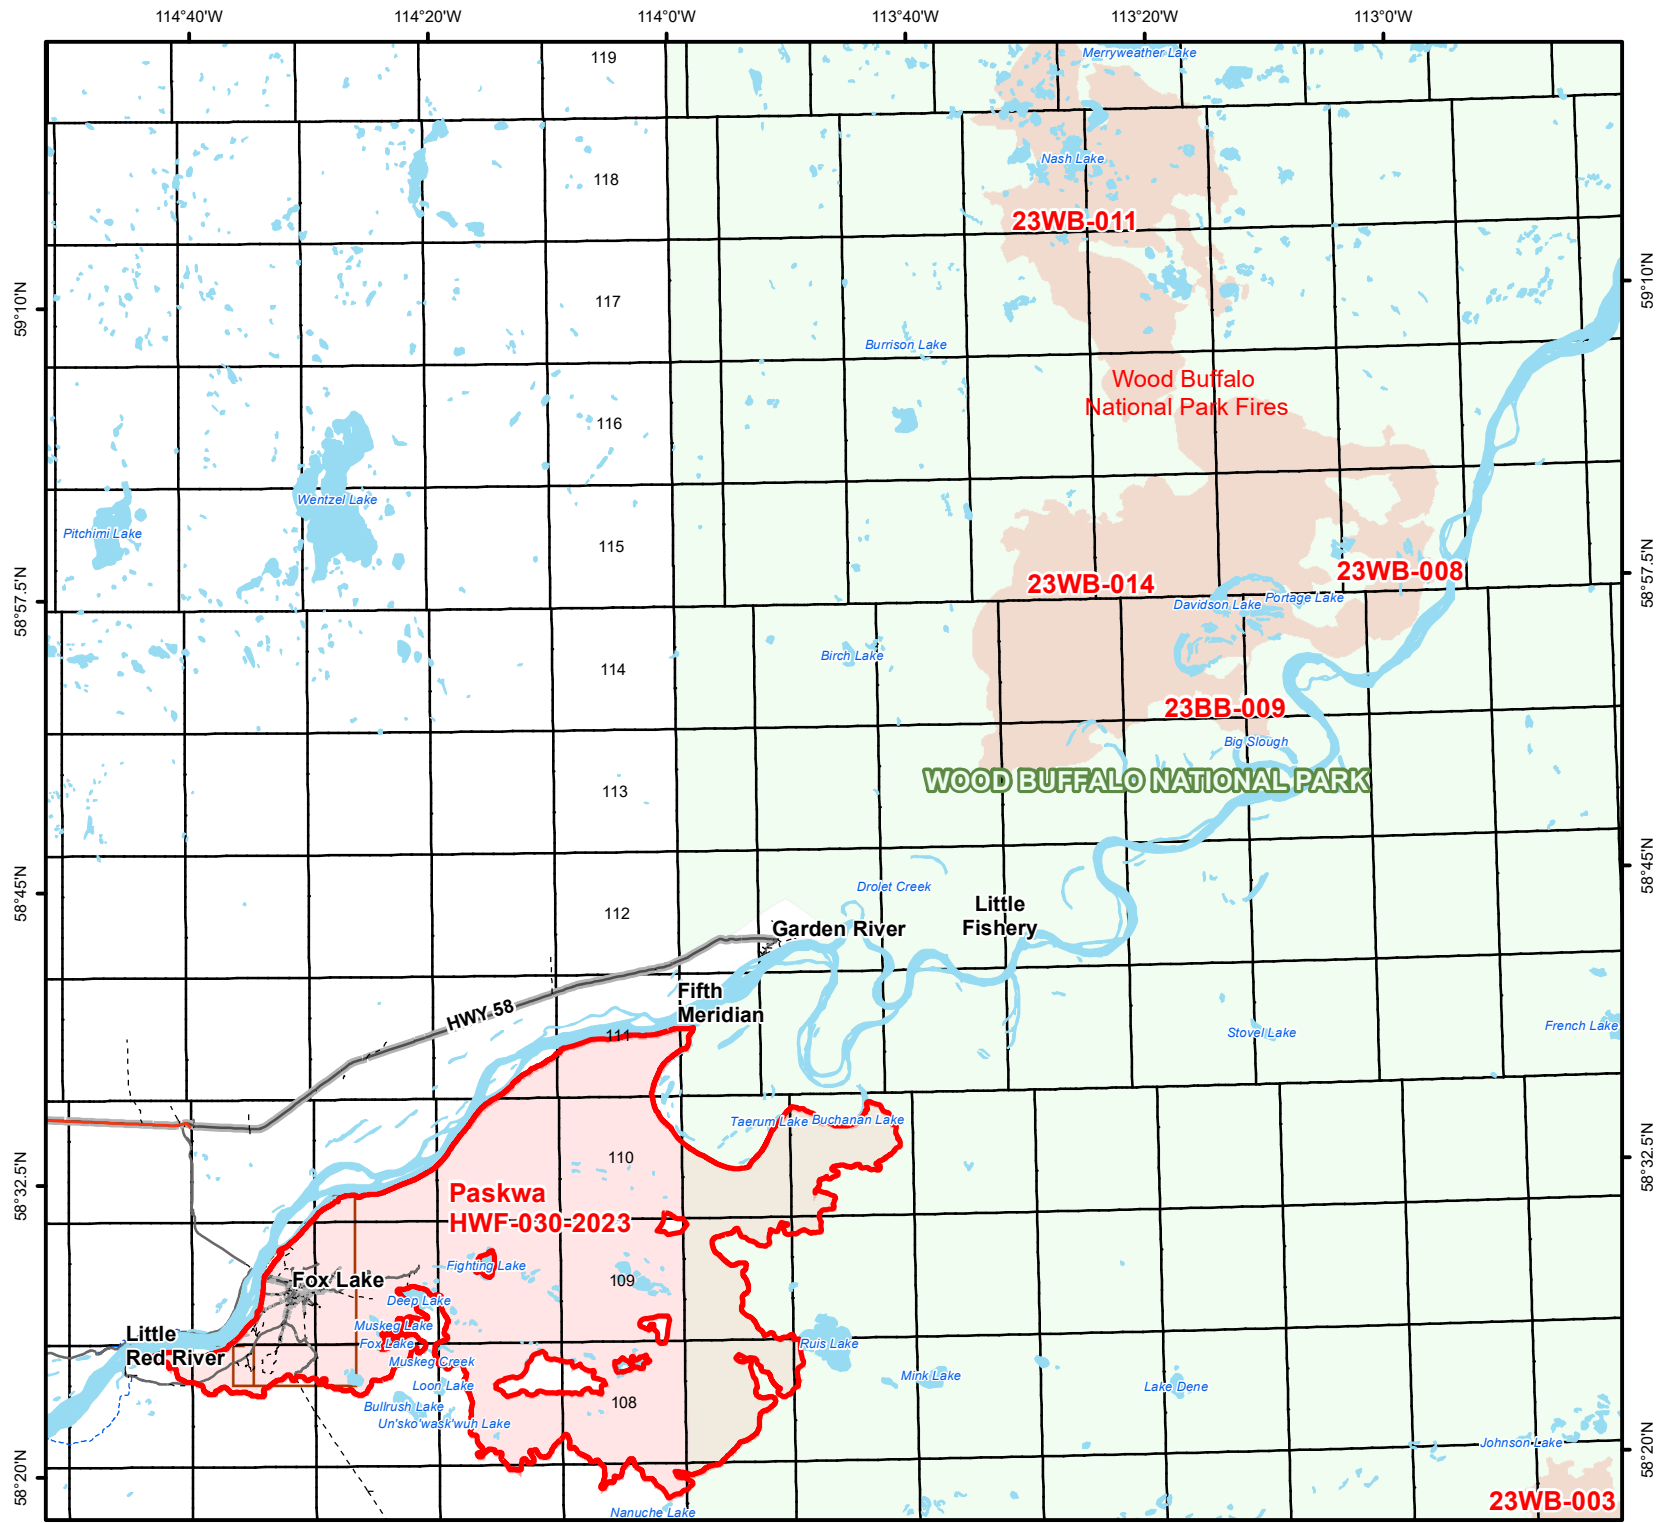 114°40'W
114°20'W
114°0'W
113°40'W
113°20'W
113°0'W
119
Merryweather Lake
118
Nash Lake
23WB-011
59°10'N
117
59°10'N
Burrison Lake
Wood Buffalo
National Park Fires
116
Wentzel Lake
Pitchimi Lake
115
58°57.5'N
23WB-014
23WB-008
58°57.5'N
Davidson Lake
Portage Lake
Birch Lake
114
23BB-009
Big Slough
WOOD BUFFALO NATIONAL PARK
113
58°45'N
Drolet Creek
58°45'N
112
Little
Fishery
Garden River
Fifth
Meridian
HWY 58
111
Stovel Lake
French Lake
Taerum Lake
Buchanan Lake
58°32.5'N
110
58°32.5'N
Paskwa
HWF-030-2023
Fighting Lake
Fox Lake
109
Deep Lake
Muskeg Lake
Little
Red River
Fox Lake
Ruis Lake
Muskeg Creek
Mink Lake
Loon Lake
Lake Dene
Bullrush Lake
108
Un'sko'wask'wuh Lake
Johnson Lake
58°20'N
58°20'N
23WB-003
Nanuche Lake